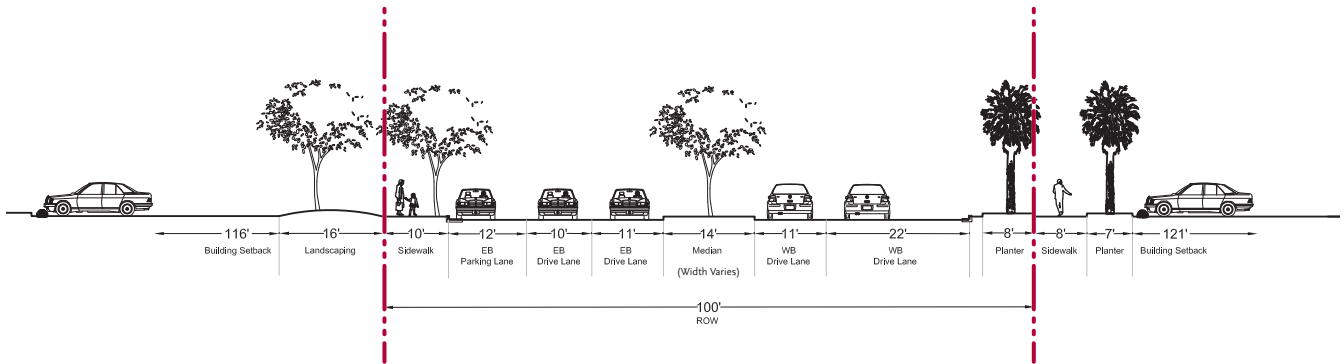 116' 16' 10' 12' 10' 11' 14' 11' 22' 8' 8' 7' 121'
Building Setback Landscaping Sidewalk EB EB EB Median WB WB Planter Sidewalk Planter Building Setback
Parking Lane Drive Lane Drive Lane Drive Lane Drive Lane
(Width Varies)
100'
ROW